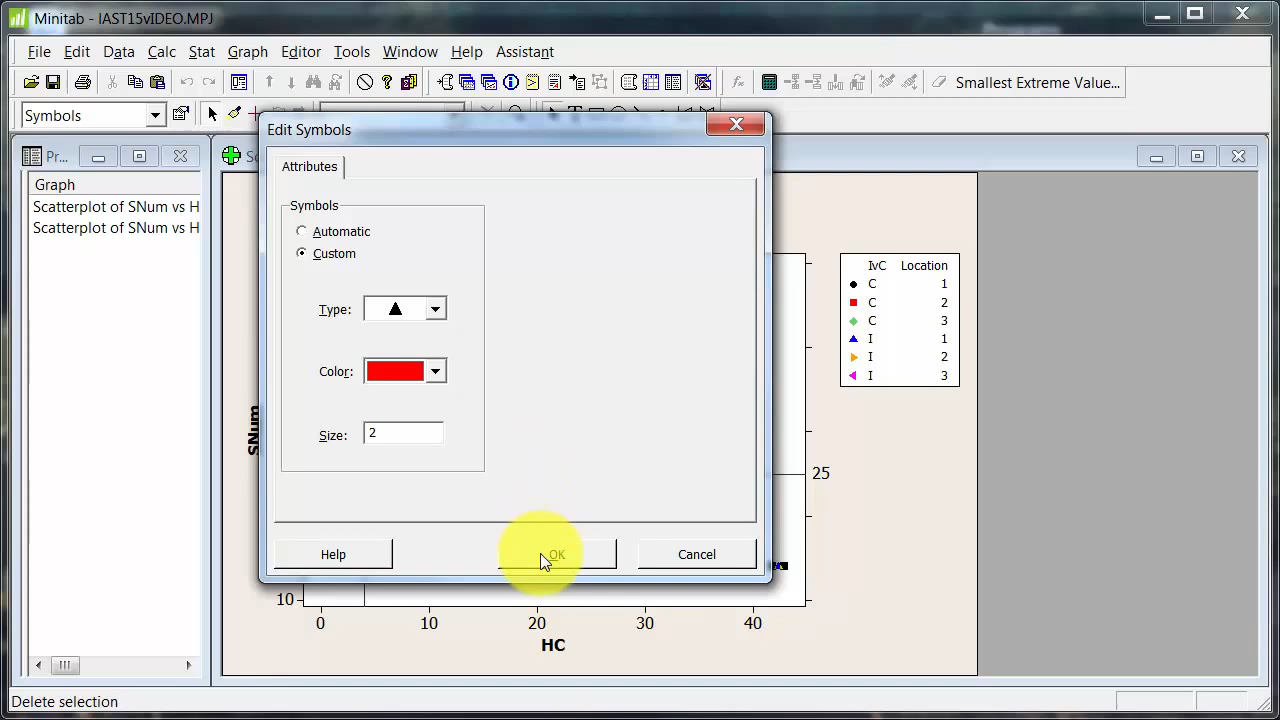 Minitab - IAST15vIDEO.MPJ
File Edit Data Calc Stat Graph Editor Tools Window Help Assistant
Smallest Extreme Value...
Symbols
Edit Symbols
Pr...
Graph
Scatterplot of SNum vs H
Scatterplot of SNum vs H
Attributes
Symbols
Automatic
Custom
Type:
Color:
Size: 2
Help OK Cancel
IvC Location
C 1
C 2
C 3
I 1
I 2
I 3
SNum
25
10
0 10 20 30 40
HC
Delete selection